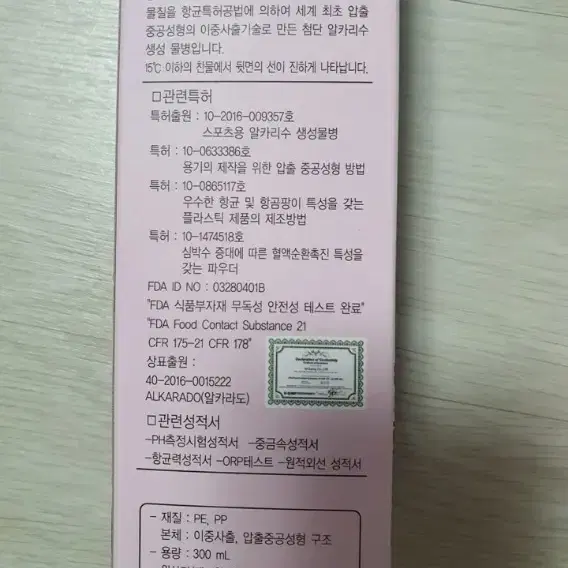 물질을 항균특허공법에 의하여 세계 최초 압출
중공성형의 이중사출기술로 만든 첨단 알카리수
생성 물병입니다.
15℃ 이하의 찬물에서 뒷면의 선이 진하게 나타납니다.
□관련특허
특허출원 : 10-2016-009357호
스포츠용 알카리수 생성물병
특허 : 10-0633386호
용기의 제작을 위한 압출 중공성형 방법
특허 : 10-0865117호
우수한 항균 및 항곰팡이 특성을 갖는
플라스틱 제품의 제조방법
특허 : 10-1474518호
심박수 증대에 따른 혈액순환촉진 특성을
갖는 파우더
FDA ID NO : 03280401B
"FDA 식품부자재 무독성 안전성 테스트 완료"
"FDA Food Contact Substance 21
CFR 175-21 CFR 178"
상표출원 :
40-2016-0015222
ALKARADO(알카라도)
□관련성적서
-PH측정시험성적서 -중금속성적서
-항균력성적서 -ORP테스트 -원적외선 성적서
- 재질 : PE, PP
본체 : 이중사출, 압출중공성형 구조
- 용량 : 300 mL